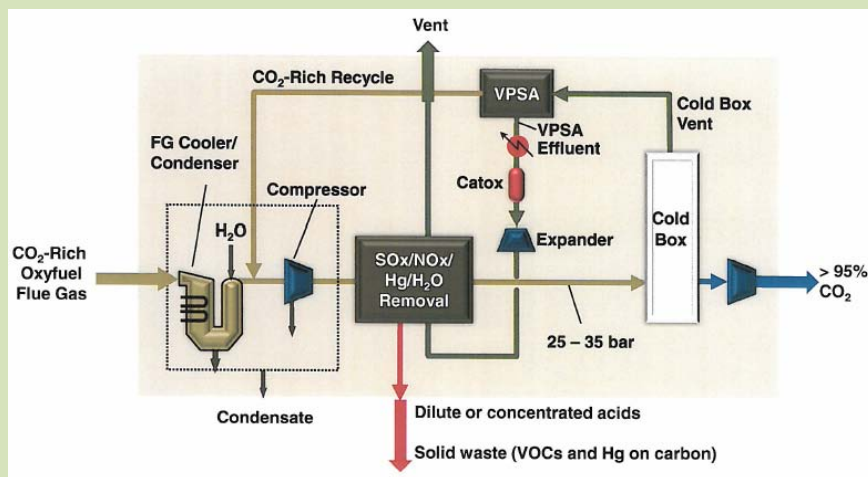 Vent
CO₂-Rich Recycle
VPSA
Cold Box
Vent
VPSA
Effluent
FG Cooler/
Condenser
Compressor
Catox
H₂O
Cold
Box
Expander
CO₂-Rich
Oxyfuel
Flue Gas
SOx/NOx/
Hg/H₂O
Removal
> 95%
CO₂
25 – 35 bar
Condensate
Dilute or concentrated acids
Solid waste (VOCs and Hg on carbon)